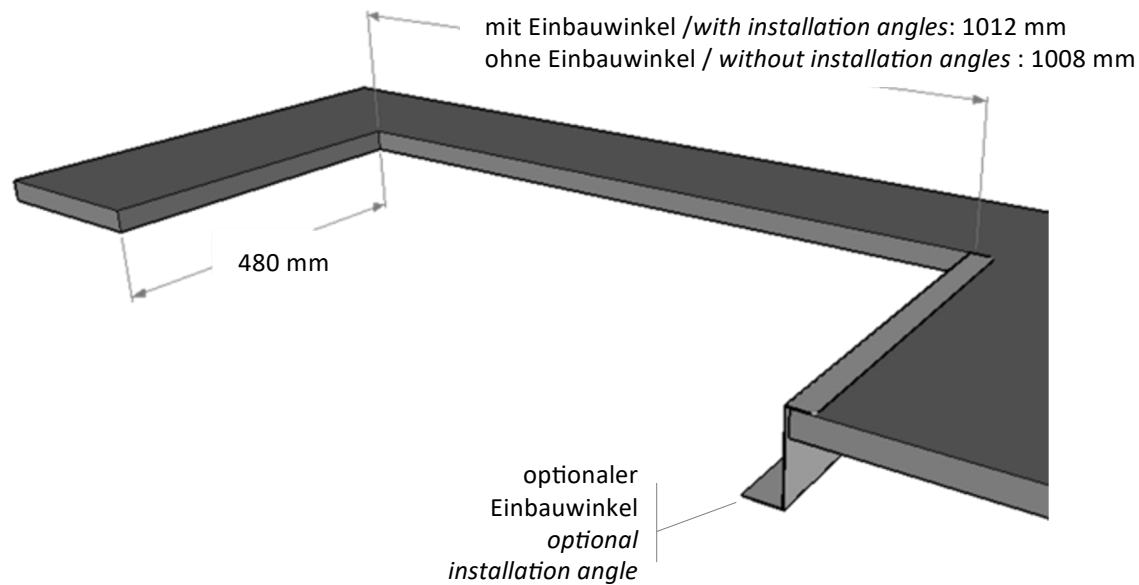 mit Einbauwinkel /with installation angles: 1012 mm
ohne Einbauwinkel / without installation angles : 1008 mm
480 mm
optionaler
Einbauwinkel
optional
installation angle